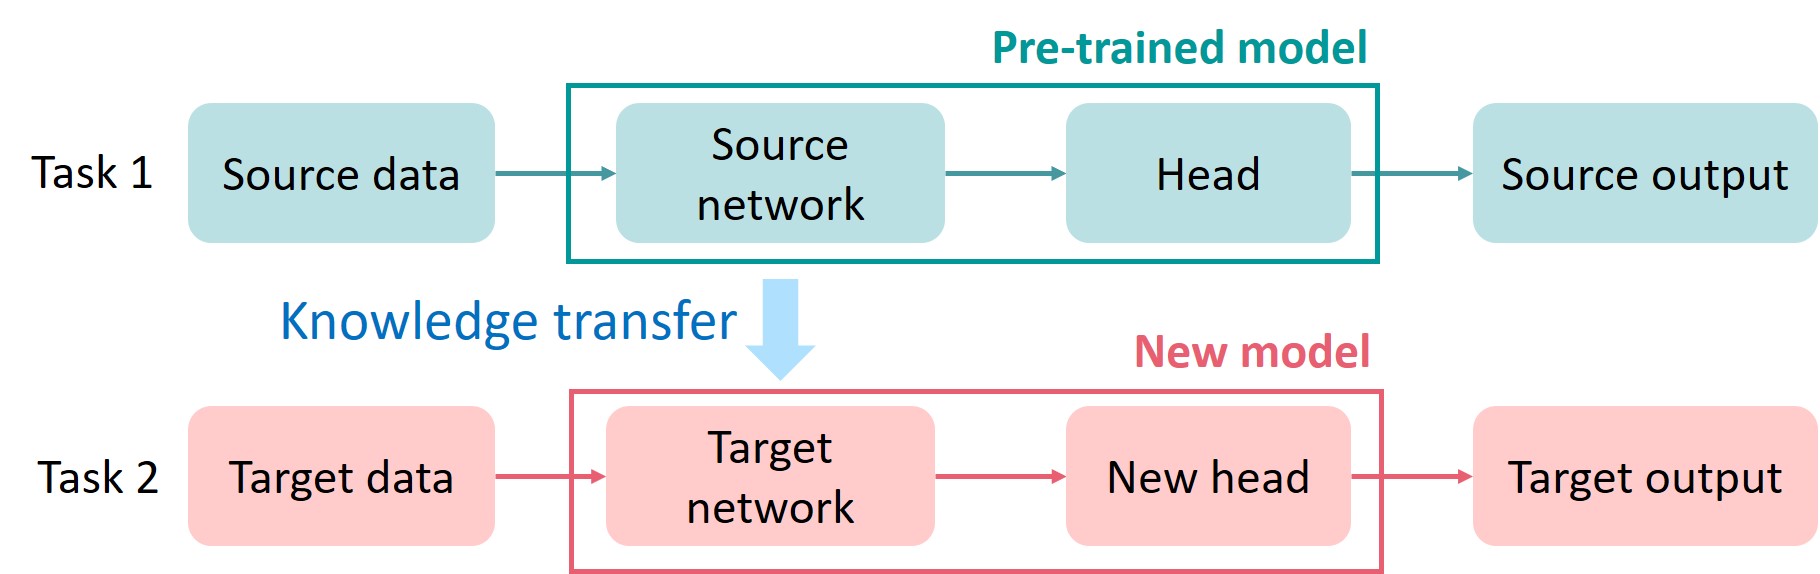 Pre-trained model
Task 1
Source data
Source
network
Head
Source output
Knowledge transfer
New model
Task 2
Target data
Target
network
New head
Target output